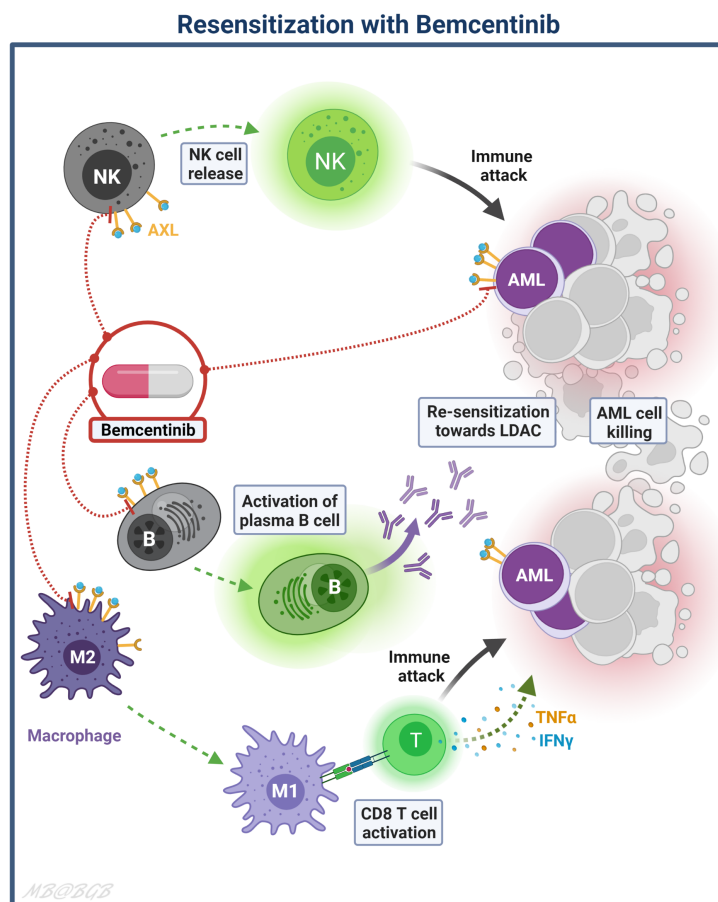 Resensitization with Bemcentinib
NK
NK cell
release
NK
Immune
attack
AXL
AML
Bemcentinib
Re-sensitization
towards LDAC
AML cell
killing
Activation of
plasma B cell
B
B
AML
M2
Immune
attack
Macrophage
T
TNFα
IFNγ
M1
CD8 T cell
activation
MB@BGB